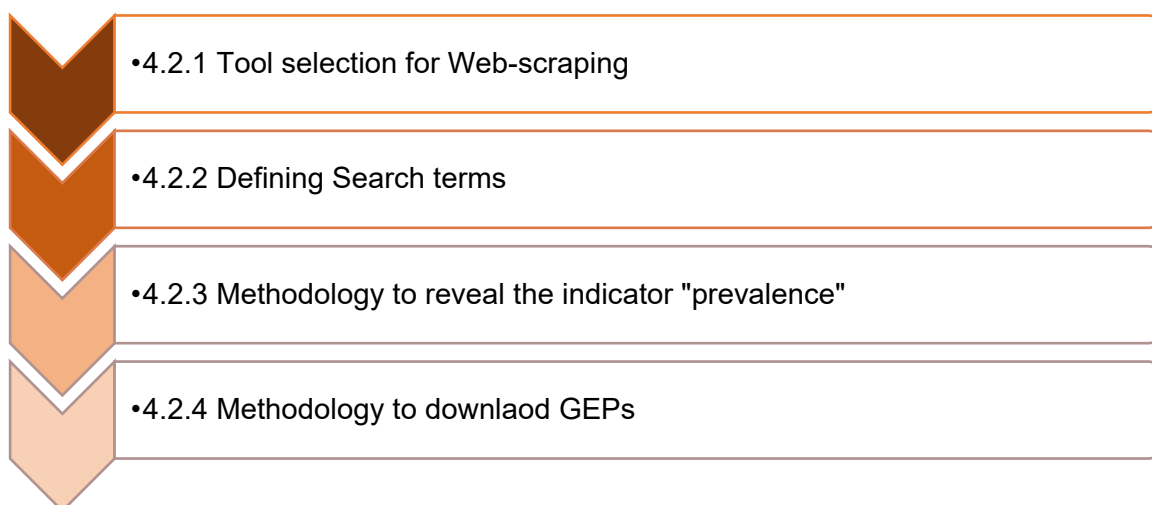 •4.2.1 Tool selection for Web-scraping
•4.2.2 Defining Search terms
•4.2.3 Methodology to reveal the indicator "prevalence"
•4.2.4 Methodology to downlaod GEPs